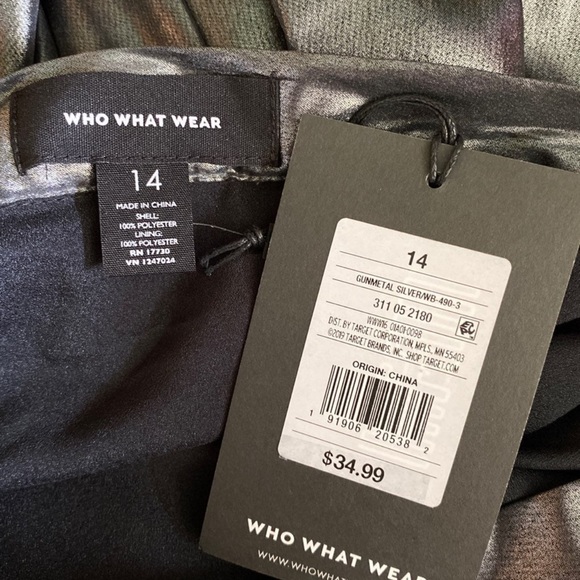 WHO WHAT WEAR
14
MADE IN CHINA
SHELL:
100% POLYESTER
LINING:
100% POLYESTER
RN 17730
VN 1247024
14
GUNMETAL SILVER/WB-490-3
311 05 2180
DIST. BY TARGET CORPORATION, MPLS., MN 55403
©2019 TARGET BRANDS, INC. SHOP TARGET.COM
ORIGIN: CHINA
1 91906 20538 2
$34.99
WHO WHAT WEAR